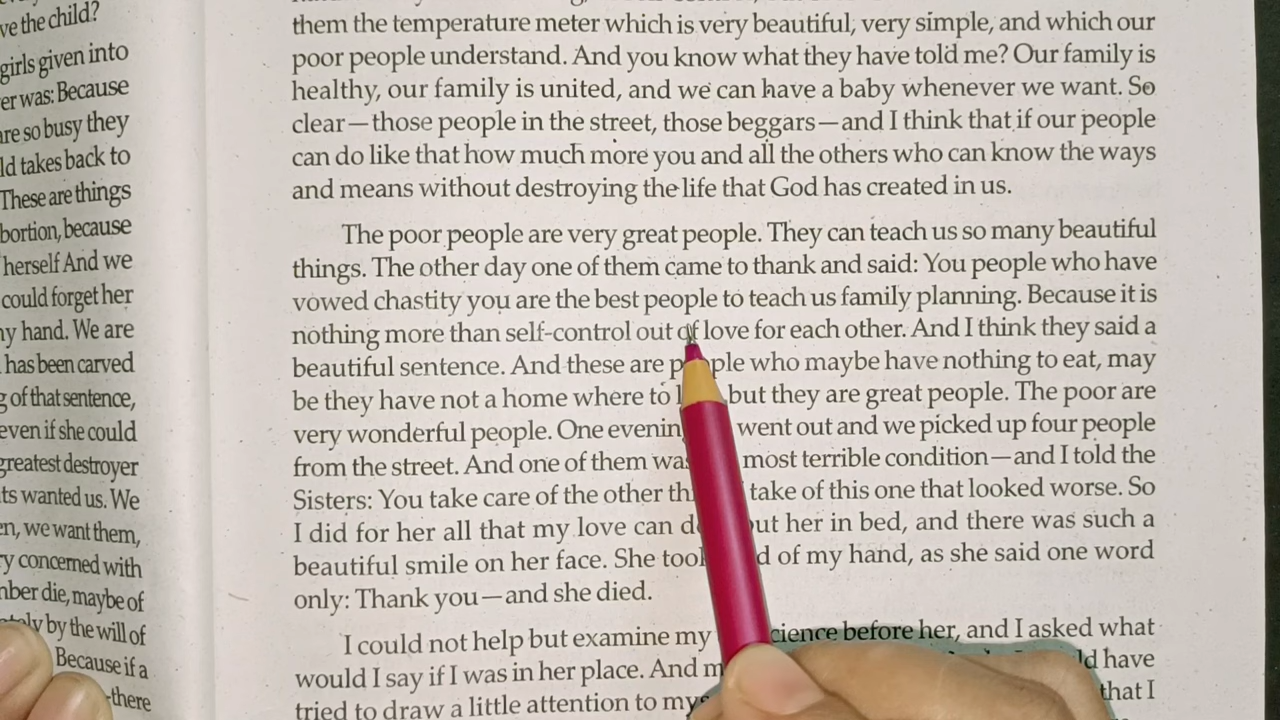 ve the child?
girls given into
er was: Because
re so busy they
ld takes back to
These are things
bortion, because
herself And we
could forget her
y hand. We are
has been carved
g of that sentence,
even if she could
greatest destroyer
ts wanted us. We
en, we want them,
y concerned with
ber die, maybe of
by the will of
Because if a
there
them the temperature meter which is very beautiful, very simple, and which our
poor people understand. And you know what they have told me? Our family is
healthy, our family is united, and we can have a baby whenever we want. So
clear—those people in the street, those beggars—and I think that if our people
can do like that how much more you and all the others who can know the ways
and means without destroying the life that God has created in us.
The poor people are very great people. They can teach us so many beautiful
things. The other day one of them came to thank and said: You people who have
vowed chastity you are the best people to teach us family planning. Because it is
nothing more than self-control out of love for each other. And I think they said a
beautiful sentence. And these are people who maybe have nothing to eat, may
be they have not a home where to but they are great people. The poor are
very wonderful people. One evening went out and we picked up four people
from the street. And one of them was most terrible condition—and I told the
Sisters: You take care of the other take of this one that looked worse. So
I did for her all that my love can her in bed, and there was such a
beautiful smile on her face. She took of my hand, as she said one word
only: Thank you—and she died.
I could not help but examine my before her, and I asked what
would I say if I was in her place. And have
tried to draw a little attention to that I